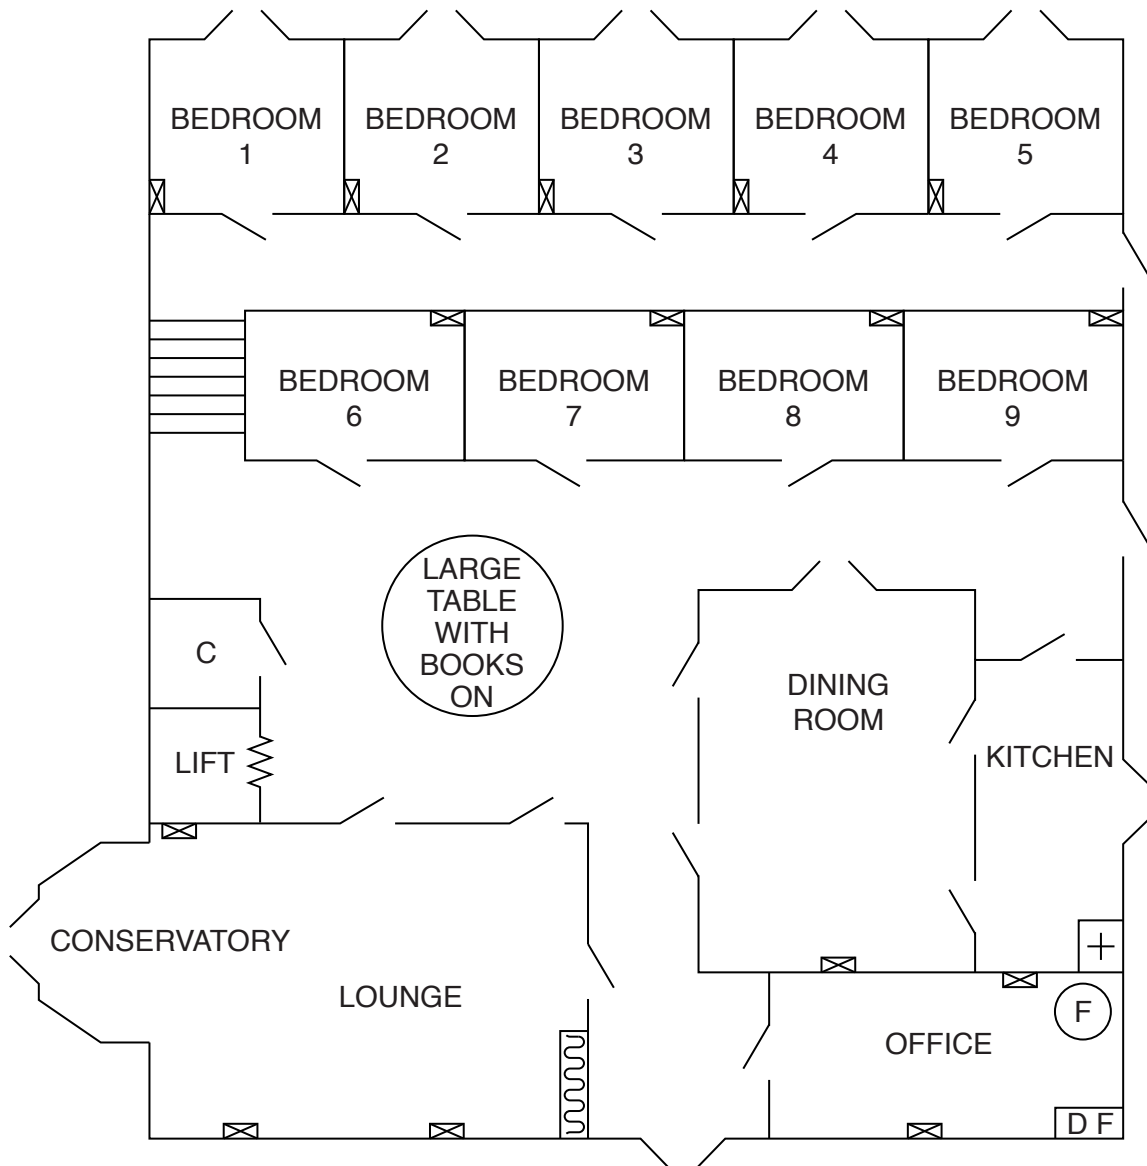 BEDROOM
1
BEDROOM
2
BEDROOM
3
BEDROOM
4
BEDROOM
5
BEDROOM
6
BEDROOM
7
BEDROOM
8
BEDROOM
9
LARGE
TABLE
WITH
BOOKS
ON
C
LIFT
DINING
ROOM
KITCHEN
CONSERVATORY
LOUNGE
OFFICE
F
D F